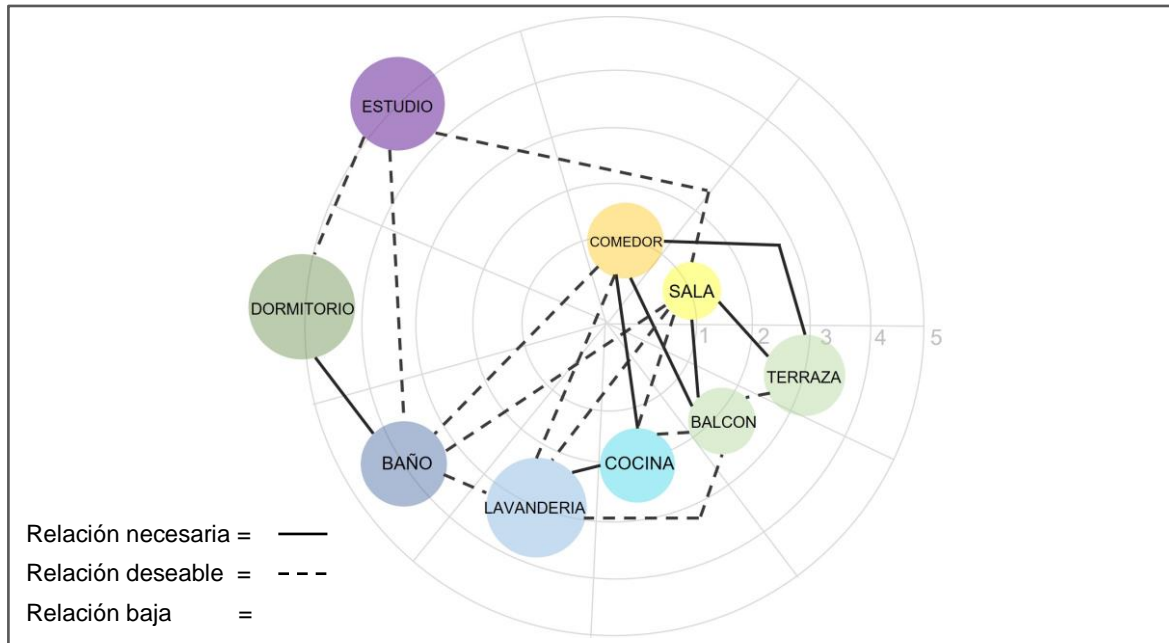 ESTUDIO
COMEDOR
SALA
DORMITORIO
1 2 3 4 5
TERRAZA
BALCON
BAÑO
COCINA
LAVANDERIA
Relación necesaria =
Relación deseable =
Relación baja =